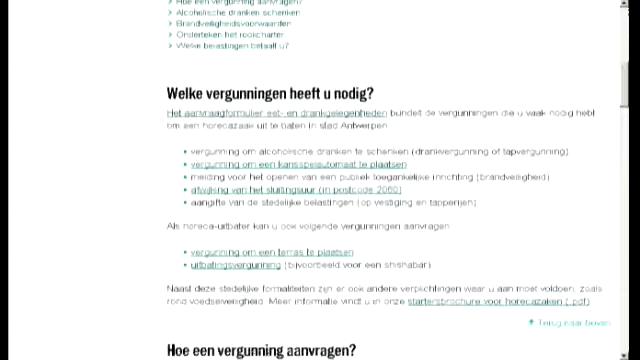 > Hoe een vergunning aanvragen?
> Alcoholische dranken schenken
> Brandveiligheidsvoorwaarden
> Onderteken het rookcharter
> Welke belastingen betaalt u?
Welke vergunningen heeft u nodig?
Het aanvraagformulier eet- en drankgelegenheden bundelt de vergunningen die u vaak nodig hebt
om een horecazaak uit te baten in stad Antwerpen
• vergunning om alcoholische dranken te schenken (drankvergunning of tapvergunning)
• vergunning om een kansspelautomaat te plaatsen
• melding voor het openen van een publiek toegankelijke inrichting (brandveiligheid)
• afwijking van het sluitingsuur (in postcode 2060)
• aangifte van de stedelijke belastingen (op vestiging en tapperijen)
Als horeca-uitbater kan u ook volgende vergunningen aanvragen
• vergunning om een terras te plaatsen
• uitbatingsvergunning (bijvoorbeeld voor een shishabar)
Naast deze stedelijke formaliteiten zijn er ook andere verplichtingen waar u aan moet voldoen, zoals
rond voedselveiligheid. Meer informatie vindt u in onze startersbrochure voor horecazaken (.pdf)
Terug naar boven
Hoe een vergunning aanvragen?